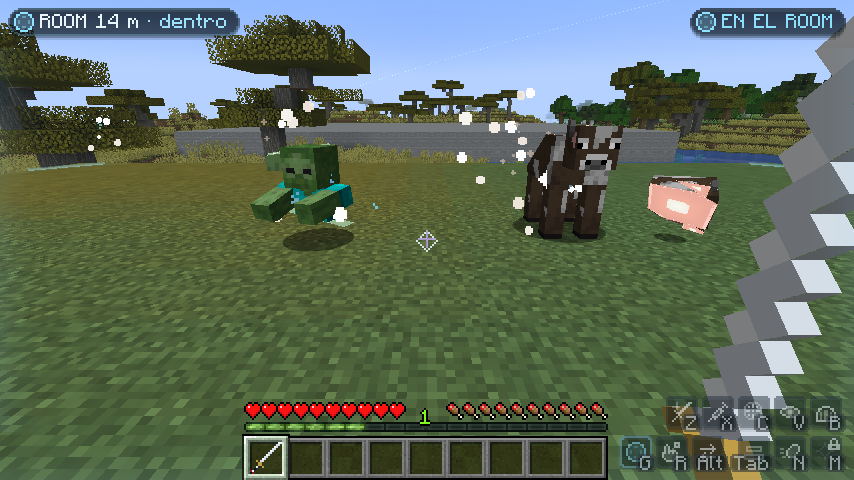 ROOM 14 m · dentro
EN EL ROOM
1
Z X C V B
G R Alt Tab N M